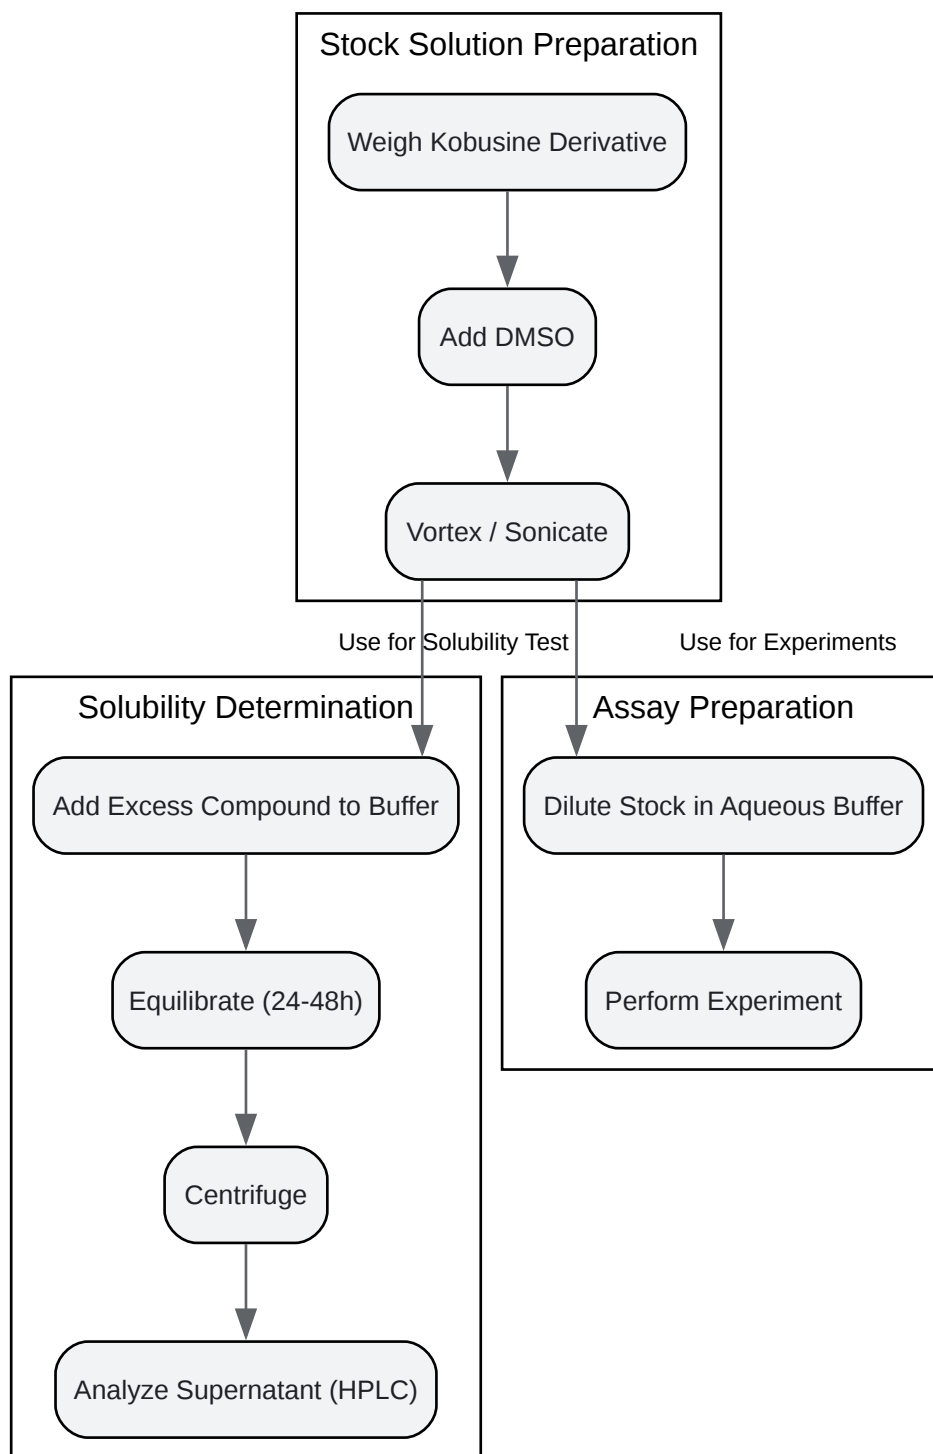 Stock Solution Preparation
Weigh Kobusine Derivative
Add DMSO
Vortex / Sonicate
Use for Solubility Test
Use for Experiments
Solubility Determination
Add Excess Compound to Buffer
Equilibrate (24-48h)
Centrifuge
Analyze Supernatant (HPLC)
Assay Preparation
Dilute Stock in Aqueous Buffer
Perform Experiment